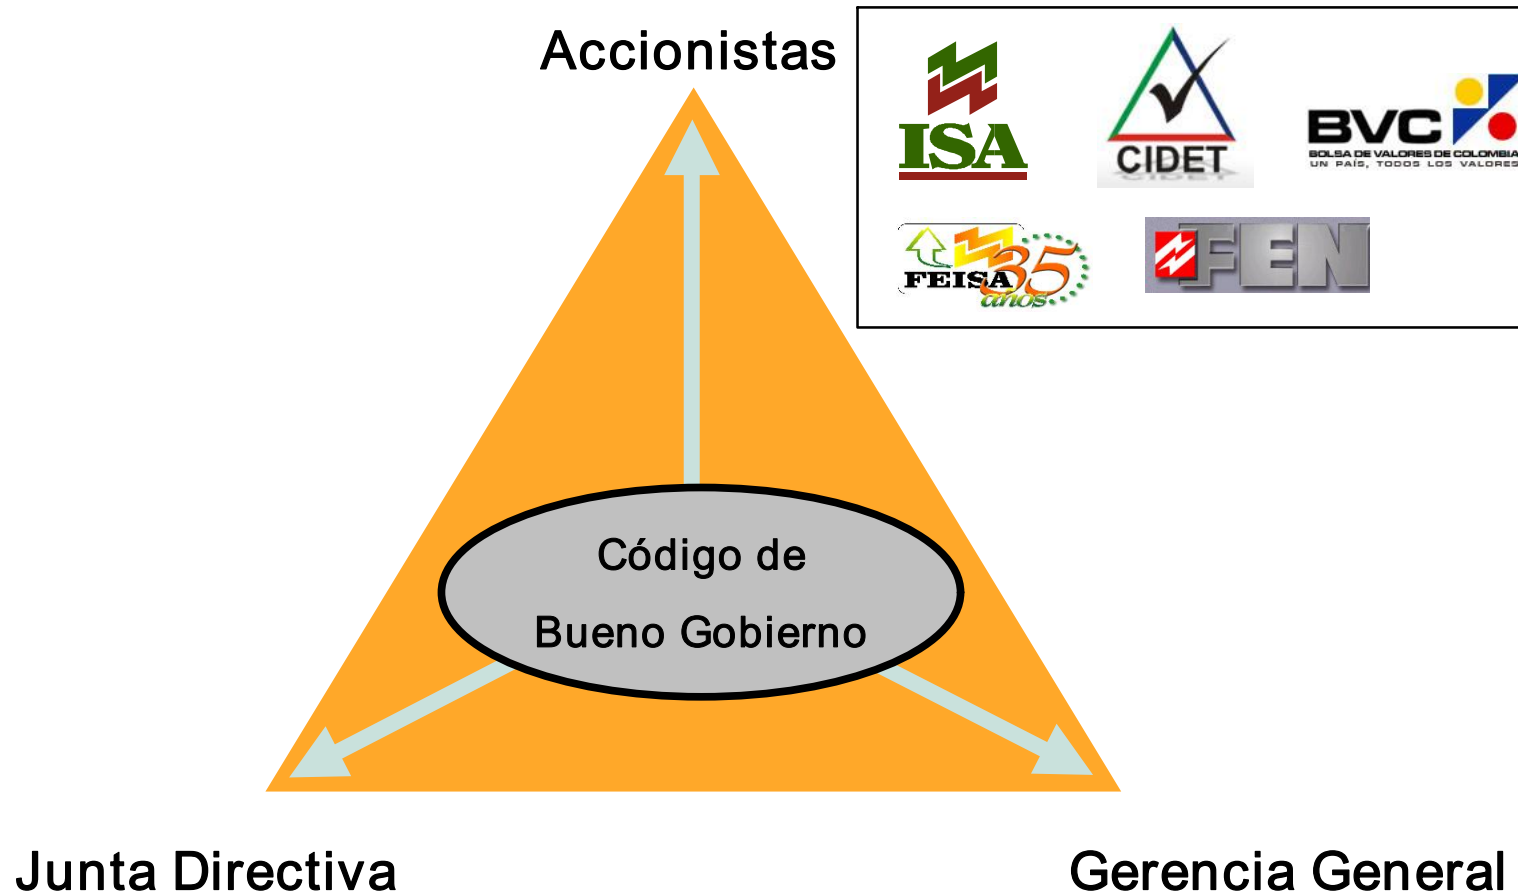 Accionistas
ISA
CIDET
BVC
BOLSA DE VALORES DE COLOMBIA
UN PAÍS, TODOS LOS VALORES
FEISA 35
años
FEN
Código de
Bueno Gobierno
Junta Directiva
Gerencia General